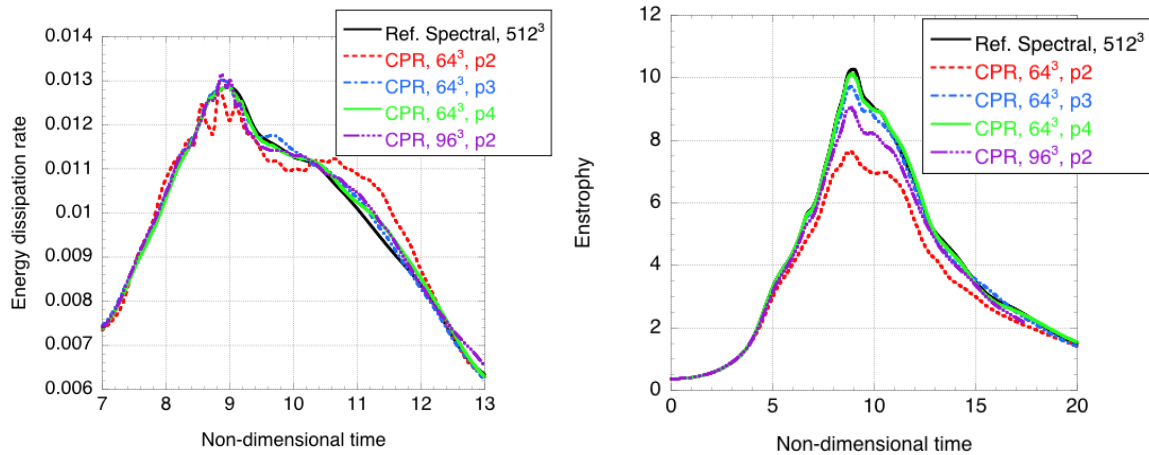 0.014
0.013
0.012
0.011
0.01
0.009
0.008
0.007
0.006
Energy dissipation rate
7 8 9 10 11 12 13
Non-dimensional time
Ref. Spectral, 512³
CPR, 64³, p2
CPR, 64³, p3
CPR, 64³, p4
CPR, 96³, p2
12
10
8
6
4
2
0
Enstrophy
0 5 10 15 20
Non-dimensional time
Ref. Spectral, 512³
CPR, 64³, p2
CPR, 64³, p3
CPR, 64³, p4
CPR, 96³, p2